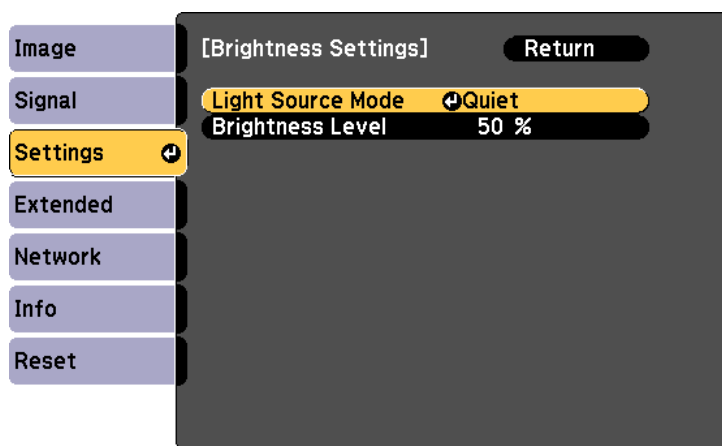 Image
Signal
Settings
Extended
Network
Info
Reset
[Brightness Settings] Return
Light Source Mode Quiet
Brightness Level 50 %